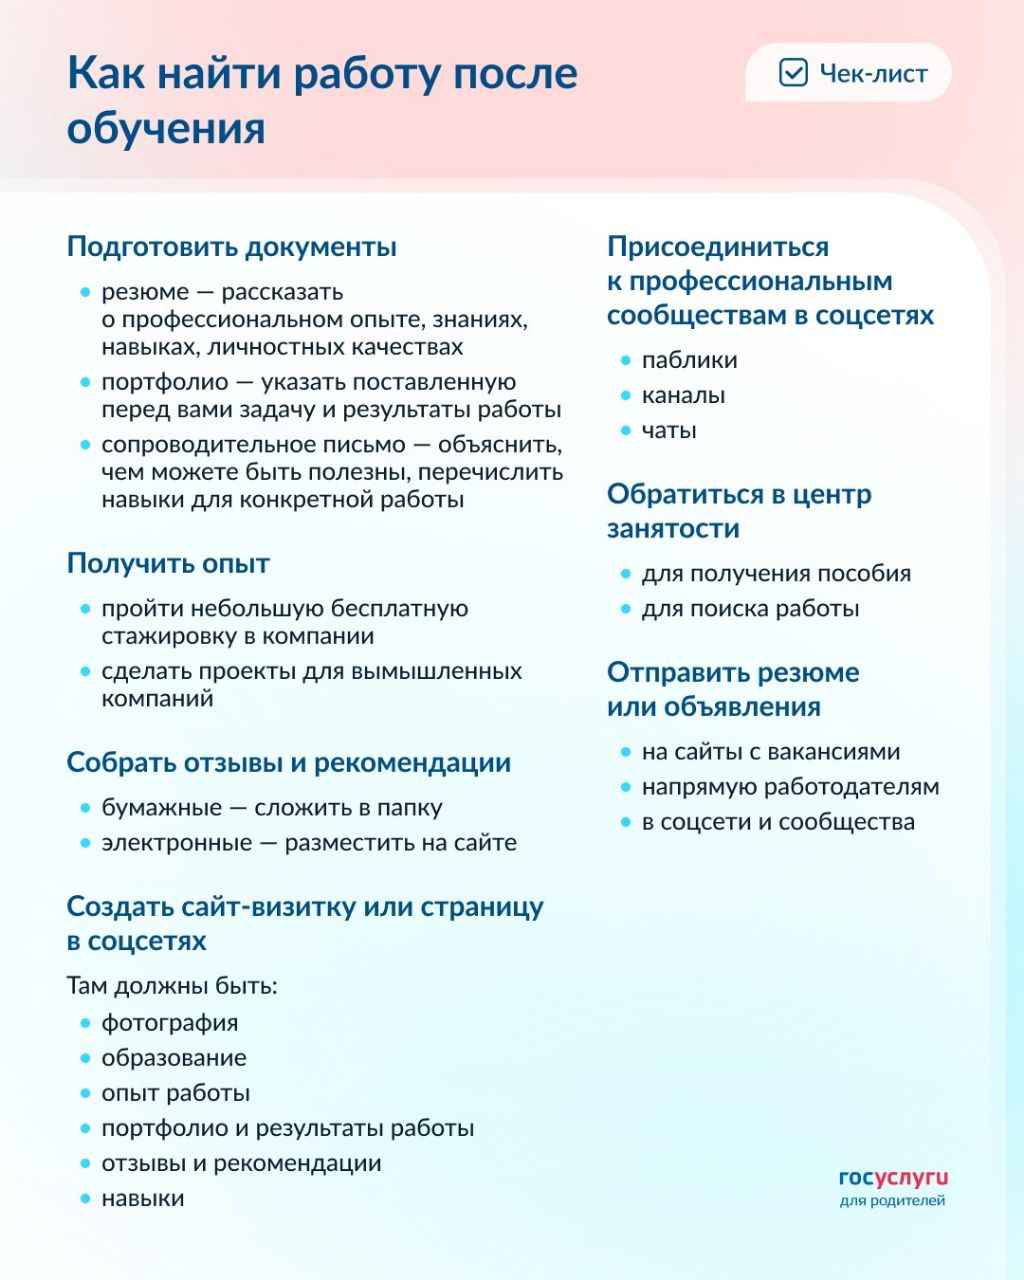 Как найти работу после
обучения
Чек-лист
Подготовить документы
• резюме — рассказать
о профессиональном опыте, знаниях,
навыках, личностных качествах
• портфолио — указать поставленную
перед вами задачу и результаты работы
• сопроводительное письмо — объяснить,
чем можете быть полезны, перечислить
навыки для конкретной работы
Получить опыт
• пройти небольшую бесплатную
стажировку в компании
• сделать проекты для вымышленных
компаний
Собрать отзывы и рекомендации
• бумажные — сложить в папку
• электронные — разместить на сайте
Создать сайт-визитку или страницу
в соцсетях
Там должны быть:
• фотография
• образование
• опыт работы
• портфолио и результаты работы
• отзывы и рекомендации
• навыки
Присоединиться
к профессиональным
сообществам в соцсетях
• паблики
• каналы
• чаты
Обратиться в центр
занятости
• для получения пособия
• для поиска работы
Отправить резюме
или объявления
• на сайты с вакансиями
• напрямую работодателям
• в соцсети и сообщества
госуслуги
для родителей